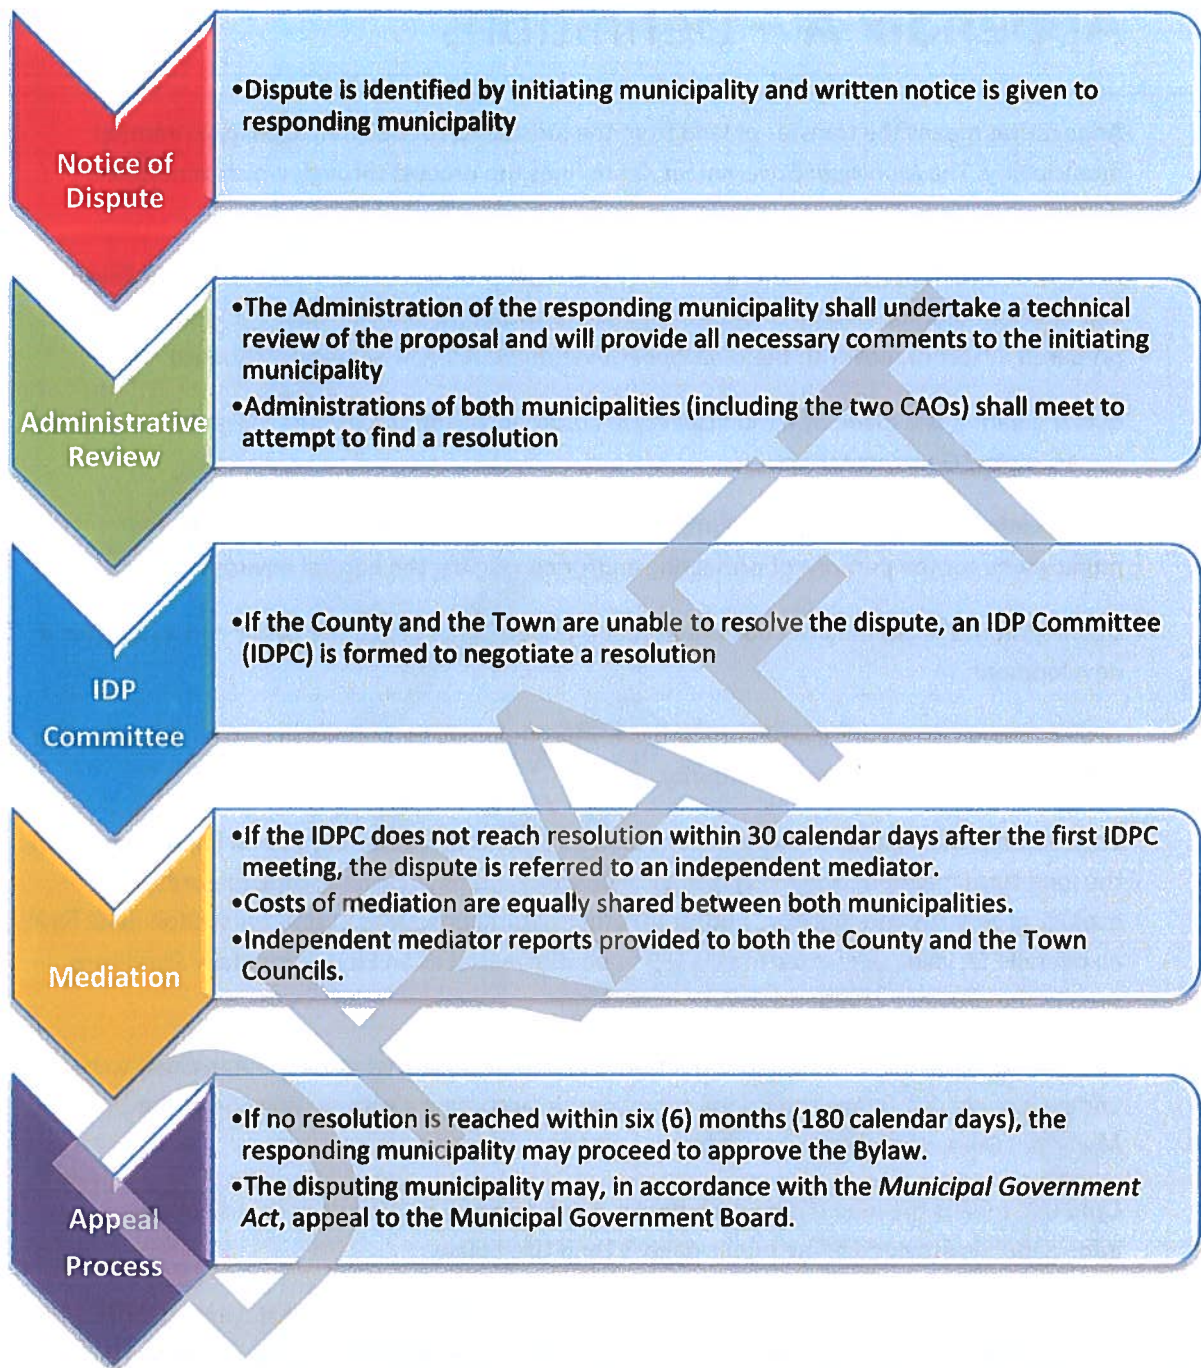 Notice of
Dispute
•Dispute is identified by initiating municipality and written notice is given to
responding municipality
Administrative
Review
•The Administration of the responding municipality shall undertake a technical
review of the proposal and will provide all necessary comments to the initiating
municipality
•Administrations of both municipalities (including the two CAOs) shall meet to
attempt to find a resolution
IDP
Committee
•If the County and the Town are unable to resolve the dispute, an IDP Committee
(IDPC) is formed to negotiate a resolution
Mediation
•If the IDPC does not reach resolution within 30 calendar days after the first IDPC
meeting, the dispute is referred to an independent mediator.
•Costs of mediation are equally shared between both municipalities.
•Independent mediator reports provided to both the County and the Town
Councils.
Appeal
Process
•If no resolution is reached within six (6) months (180 calendar days), the
responding municipality may proceed to approve the Bylaw.
•The disputing municipality may, in accordance with the Municipal Government
Act, appeal to the Municipal Government Board.
DRAFT